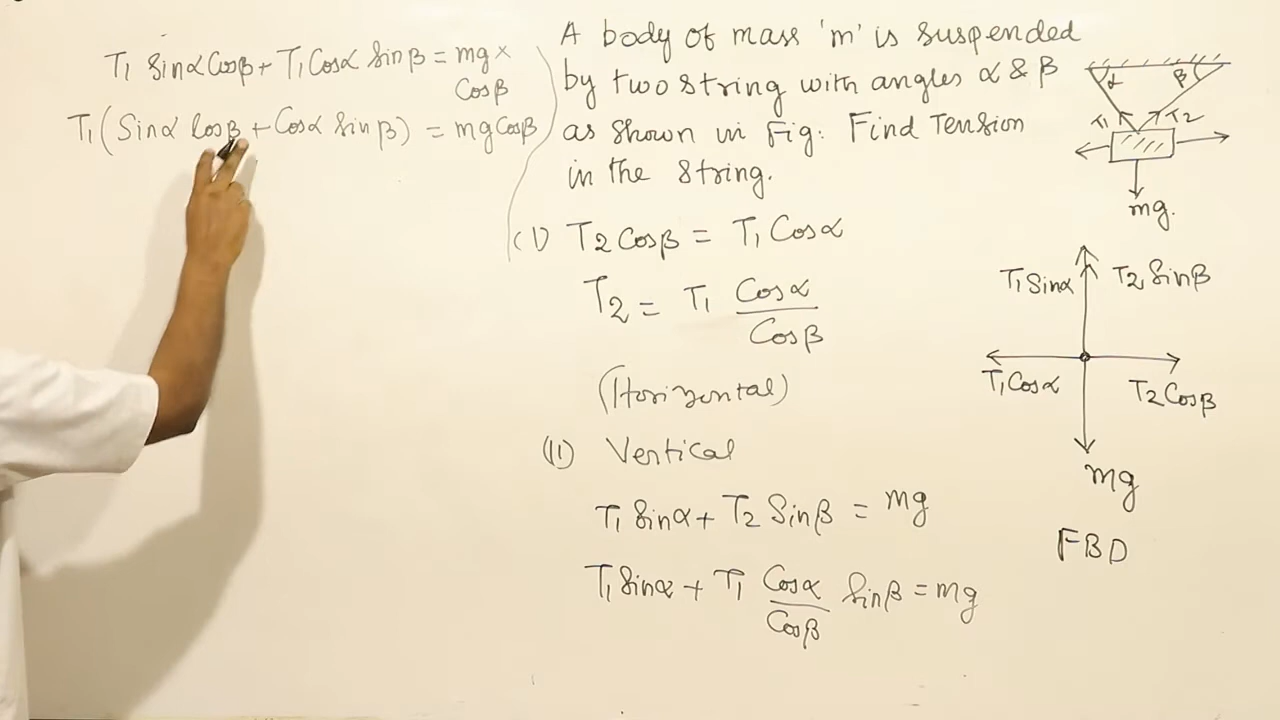 T1 Sinα Cosβ + T1 Cosα Sinβ = mg ×
Cosβ
T1 (Sinα Cosβ + Cosα Sinβ) = mg Cosβ
A body of mass 'm' is suspended
by two string with angles α & β
as shown in Fig: Find Tension
in the string.
(I) T2 Cosβ = T1 Cosα
T2 = T1 Cosα / Cosβ
(Horizontal)
(II) Vertical
T1 Sinα + T2 Sinβ = mg
T1 Sinα + T1 Cosα / Cosβ Sinβ = mg
α β
T1 T2
mg.
T1 Sinα T2 Sinβ
T1 Cosα T2 Cosβ
mg
FBD